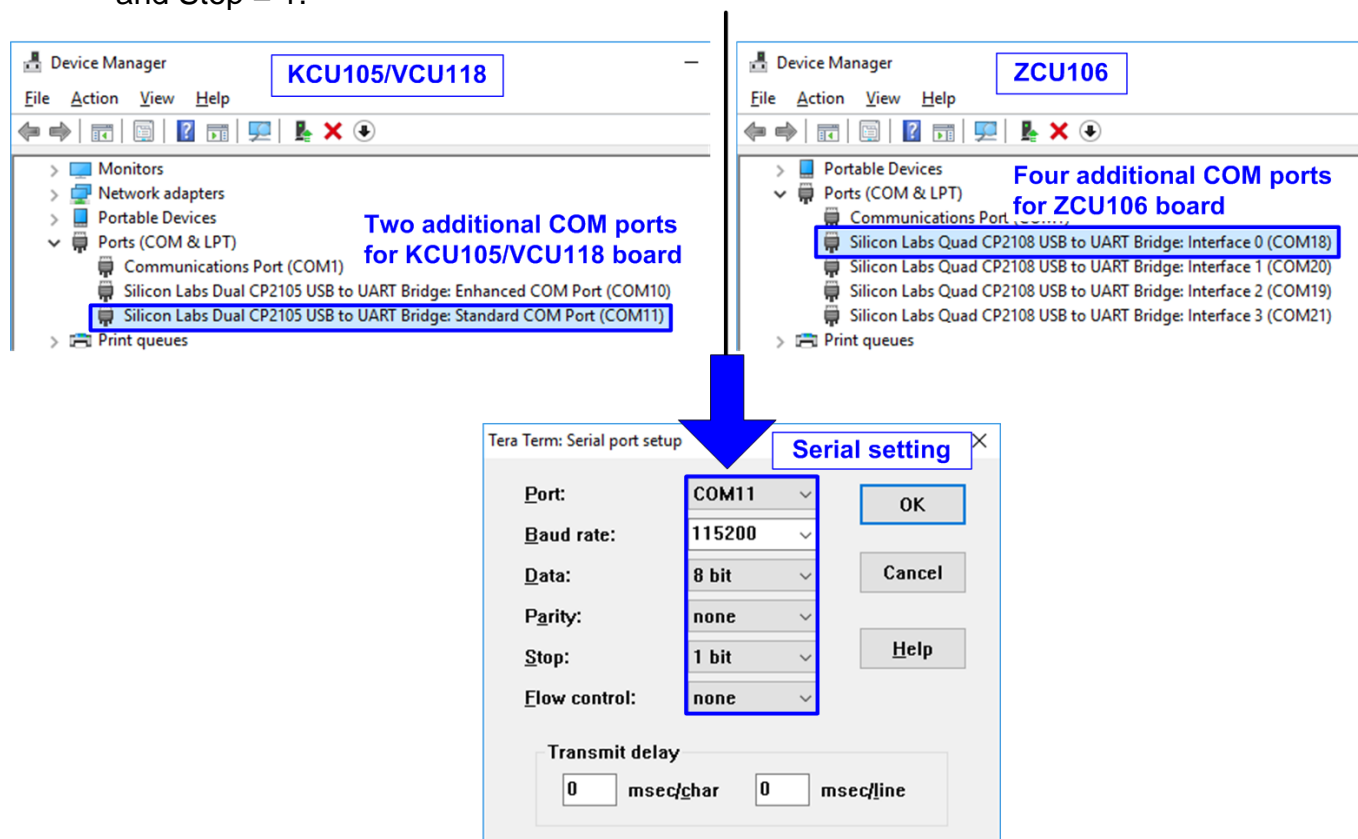 and Stop = 1.
Device Manager
KCU105/VCU118
File Action View Help
Monitors
Network adapters
Portable Devices
Ports (COM & LPT)
Communications Port (COM1)
Silicon Labs Dual CP2105 USB to UART Bridge: Enhanced COM Port (COM10)
Silicon Labs Dual CP2105 USB to UART Bridge: Standard COM Port (COM11)
Print queues
Two additional COM ports
for KCU105/VCU118 board
Device Manager
ZCU106
File Action View Help
Portable Devices
Ports (COM & LPT)
Communications Port
Silicon Labs Quad CP2108 USB to UART Bridge: Interface 0 (COM18)
Silicon Labs Quad CP2108 USB to UART Bridge: Interface 1 (COM20)
Silicon Labs Quad CP2108 USB to UART Bridge: Interface 2 (COM19)
Silicon Labs Quad CP2108 USB to UART Bridge: Interface 3 (COM21)
Print queues
Four additional COM ports
for ZCU106 board
Tera Term: Serial port setup
Serial setting
Port: COM11
Baud rate: 115200
Data: 8 bit
Parity: none
Stop: 1 bit
Flow control: none
OK
Cancel
Help
Transmit delay
0 msec/char 0 msec/line